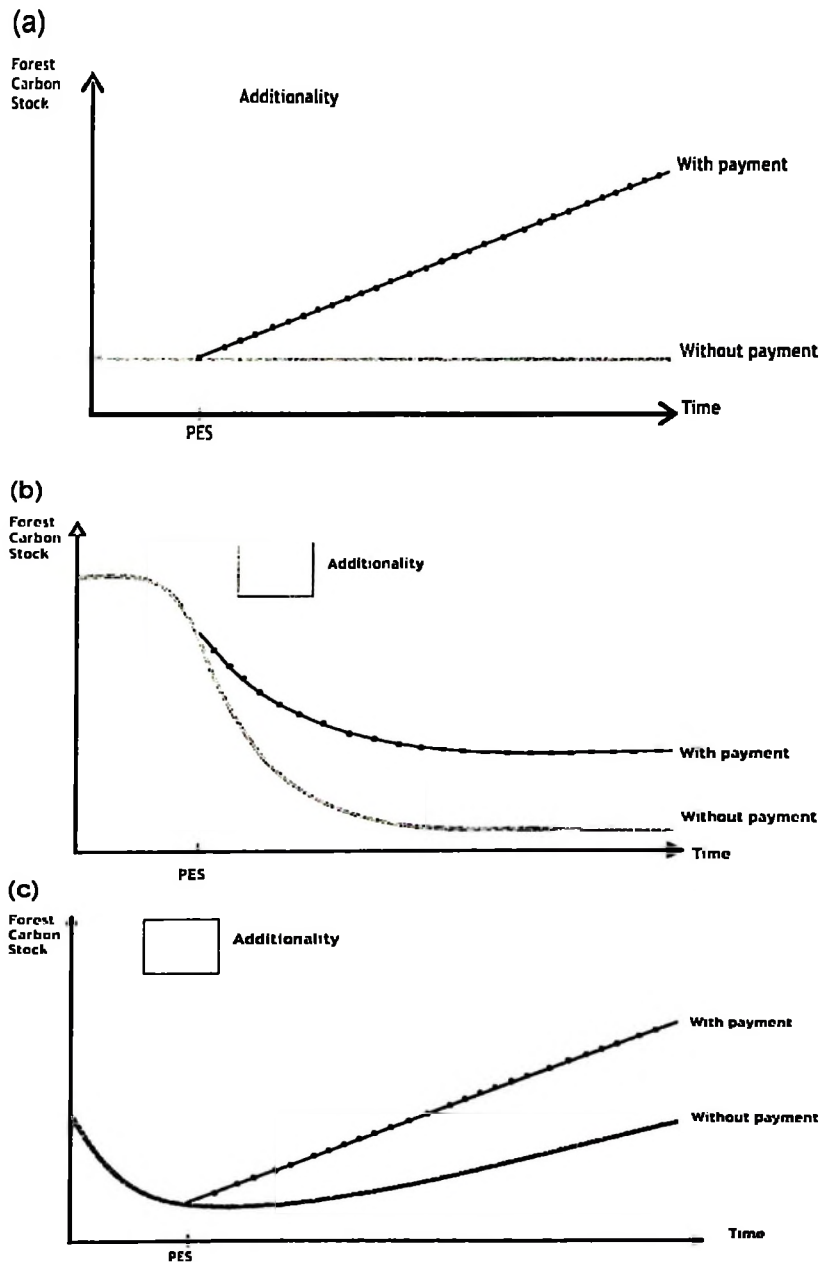 (a)
Forest
Carbon
Stock
Additionality
With payment
Without payment
Time
PES
(b)
Forest
Carbon
Stock
Additionality
With payment
Without payment
Time
PES
(c)
Forest
Carbon
Stock
Additionality
With payment
Without payment
Time
PES